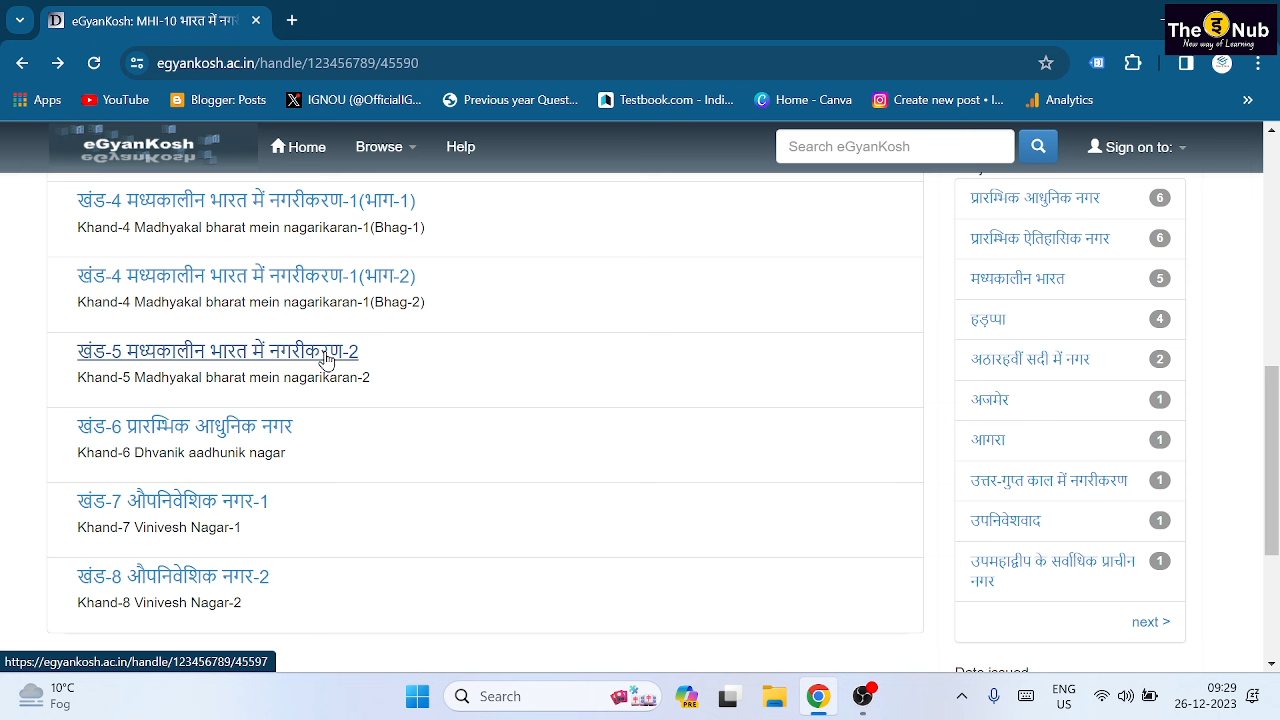 eGyanKosh: MHI-10 भारत में नगरी
The इ Nub
New way of Learning
egyankosh.ac.in/handle/123456789/45590
Apps
YouTube
Blogger: Posts
IGNOU (@OfficialIG...
Previous year Quest...
Testbook.com - Indi...
Home - Canva
Create new post • I...
Analytics
eGyanKosh
Home
Browse
Help
Search eGyanKosh
Sign on to:
खंड-4 मध्यकालीन भारत में नगरीकरण-1(भाग-1)
Khand-4 Madhyakal bharat mein nagarikaran-1(Bhag-1)
खंड-4 मध्यकालीन भारत में नगरीकरण-1(भाग-2)
Khand-4 Madhyakal bharat mein nagarikaran-1(Bhag-2)
खंड-5 मध्यकालीन भारत में नगरीकरण-2
Khand-5 Madhyakal bharat mein nagarikaran-2
खंड-6 प्रारम्भिक आधुनिक नगर
Khand-6 Dhvanik aadhunik nagar
खंड-7 औपनिवेशिक नगर-1
Khand-7 Vinivesh Nagar-1
खंड-8 औपनिवेशिक नगर-2
Khand-8 Vinivesh Nagar-2
प्रारम्भिक आधुनिक नगर 6
प्रारम्भिक ऐतिहासिक नगर 6
मध्यकालीन भारत 5
हड़प्पा 4
अठारहवीं सदी में नगर 2
अजमेर 1
आगरा 1
उत्तर-गुप्त काल में नगरीकरण 1
उपनिवेशवाद 1
उपमहाद्वीप के सर्वाधिक प्राचीन 1
नगर
next >
Date issued
https://egyankosh.ac.in/handle/123456789/45597
10°C
Fog
Search
PRE
ENG
US
09:29
26-12-2023